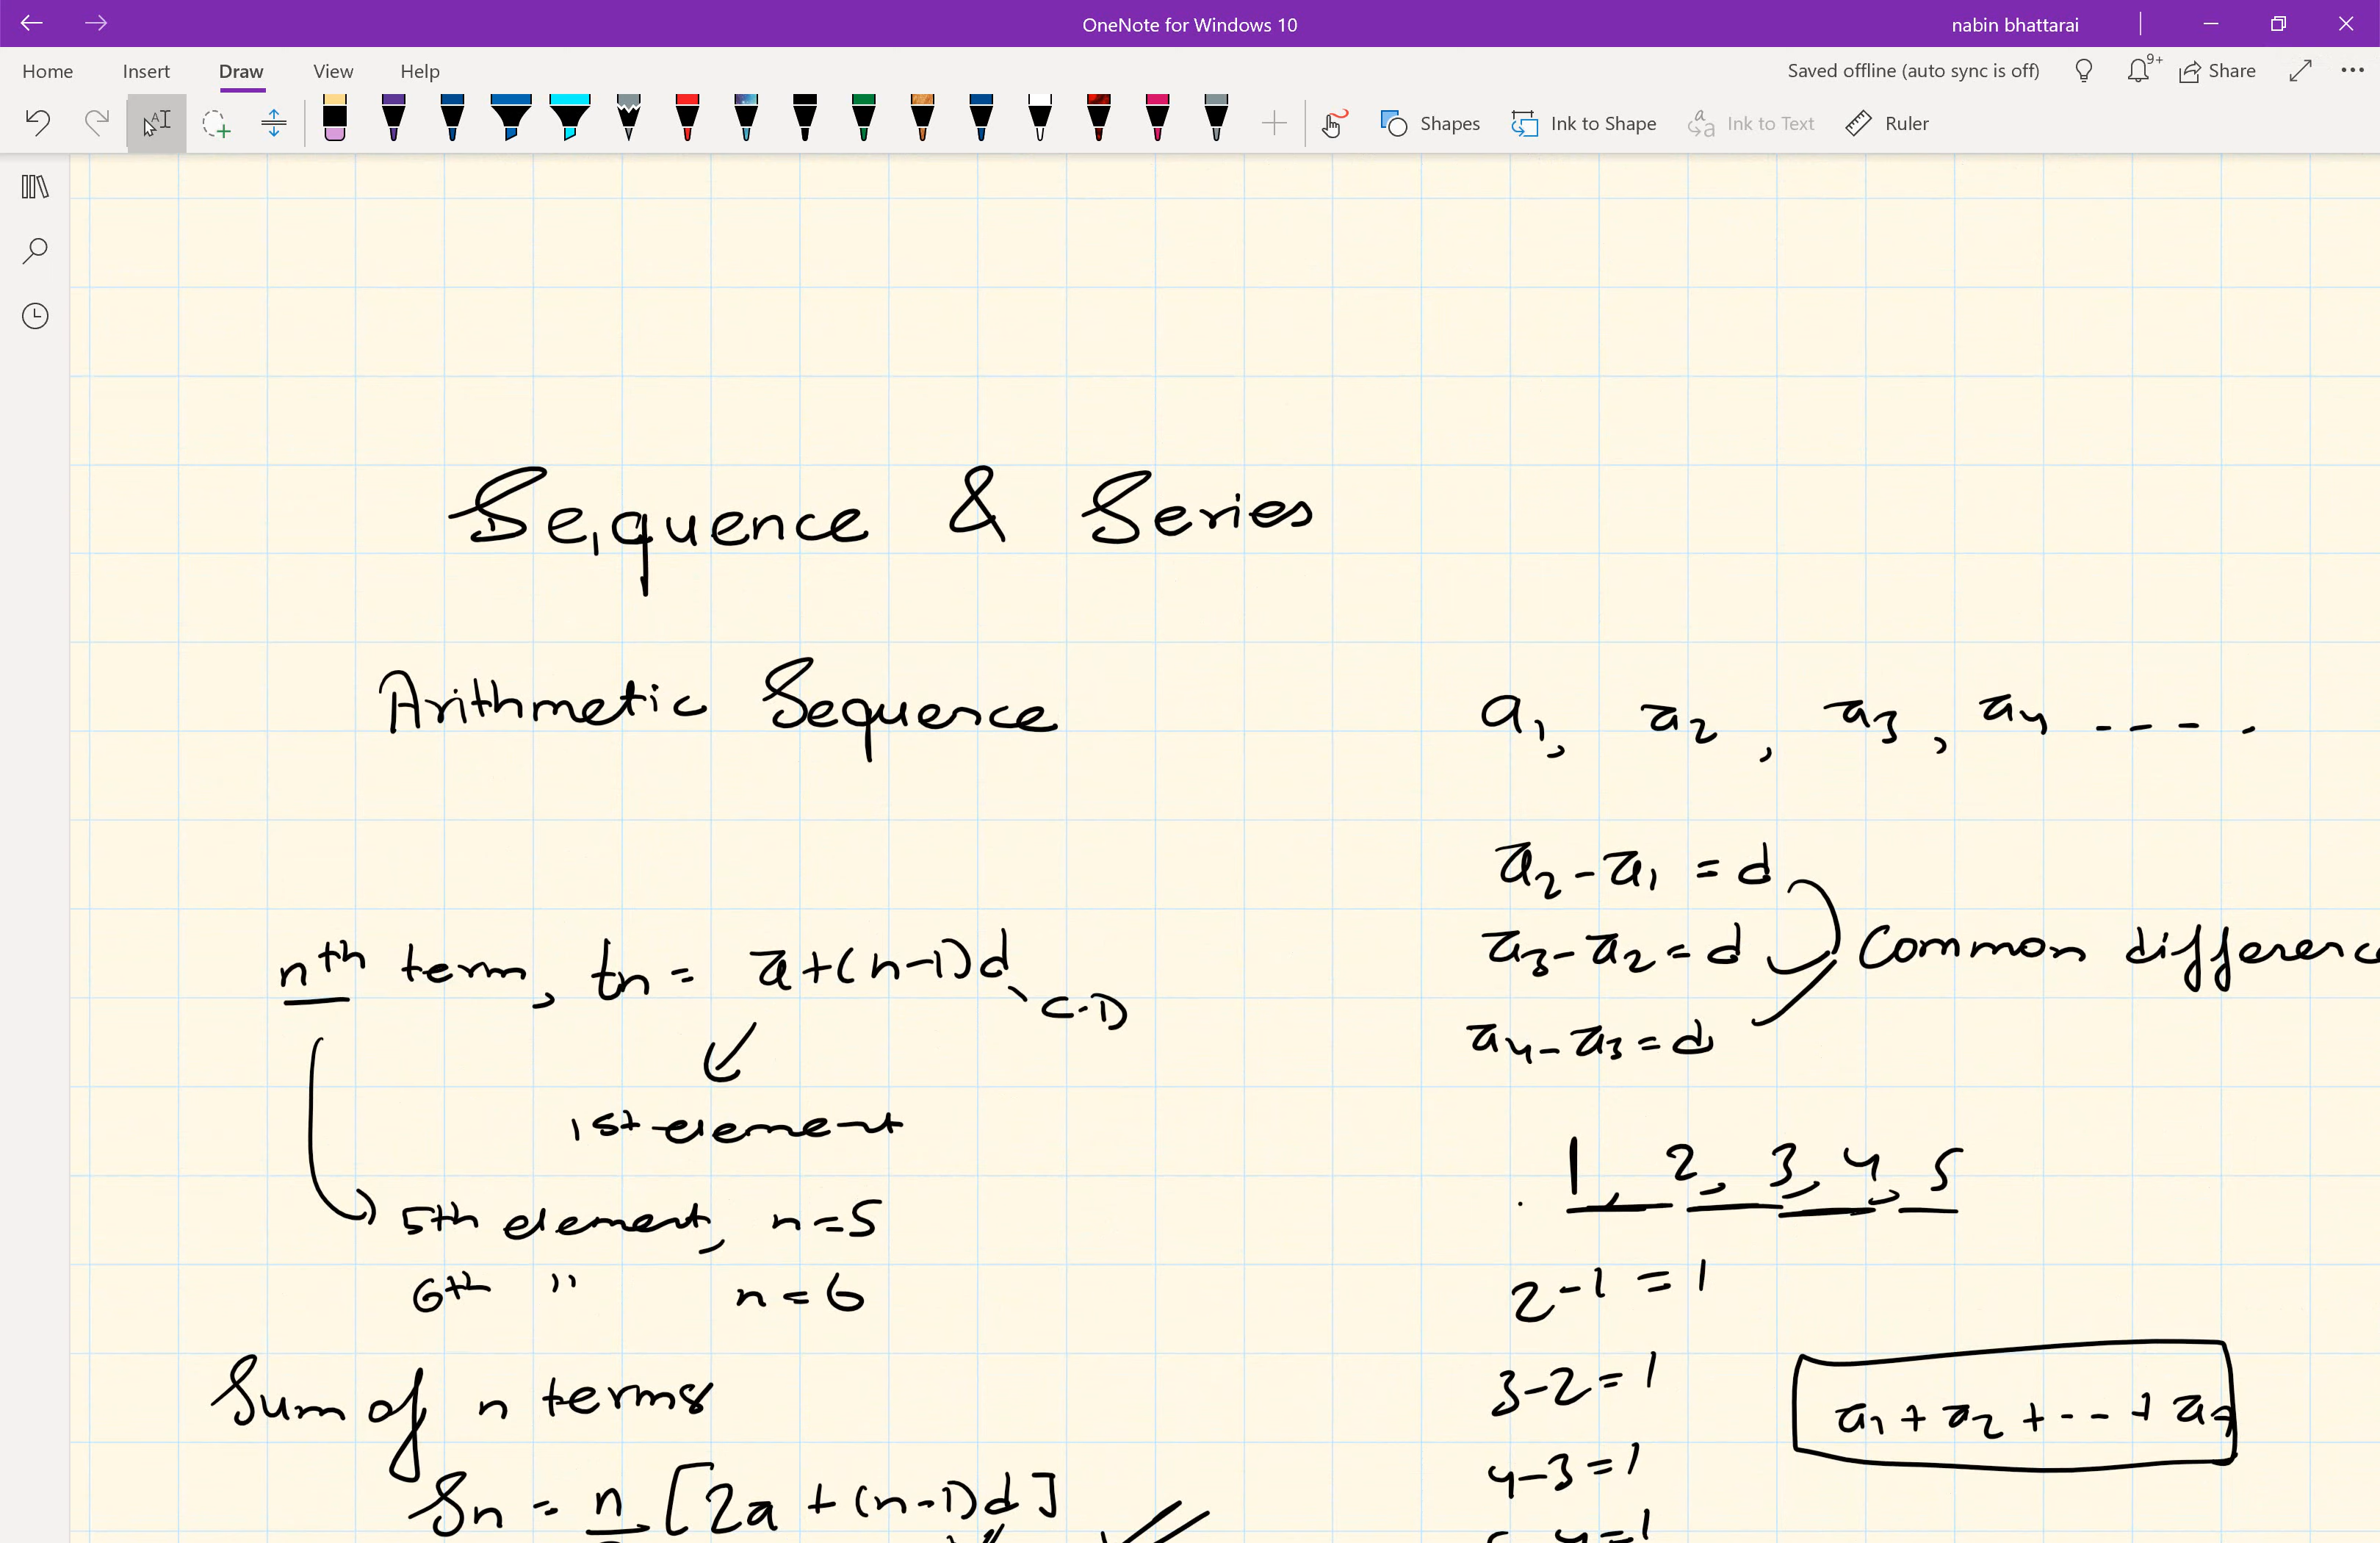 OneNote for Windows 10
nabin bhattarai
Home Insert Draw View Help
Saved offline (auto sync is off)
9+
Share
Shapes
Ink to Shape
Ink to Text
Ruler
Sequence & Series
Arithmetic Sequence
nth term, tn = a+(n-1)d
C.D
1st element
5th element, n=5
6th " n=6
Sum of n terms
Sn = n [2a + (n-1)d]
a1, a2, a3, a4 - - - .
a2-a1 = d
a3-a2 = d
Common differenc
a4-a3 = d
1, 2, 3, 4, 5
2-1 = 1
3-2 = 1
4-3 = 1
a1 + a2 + - - +